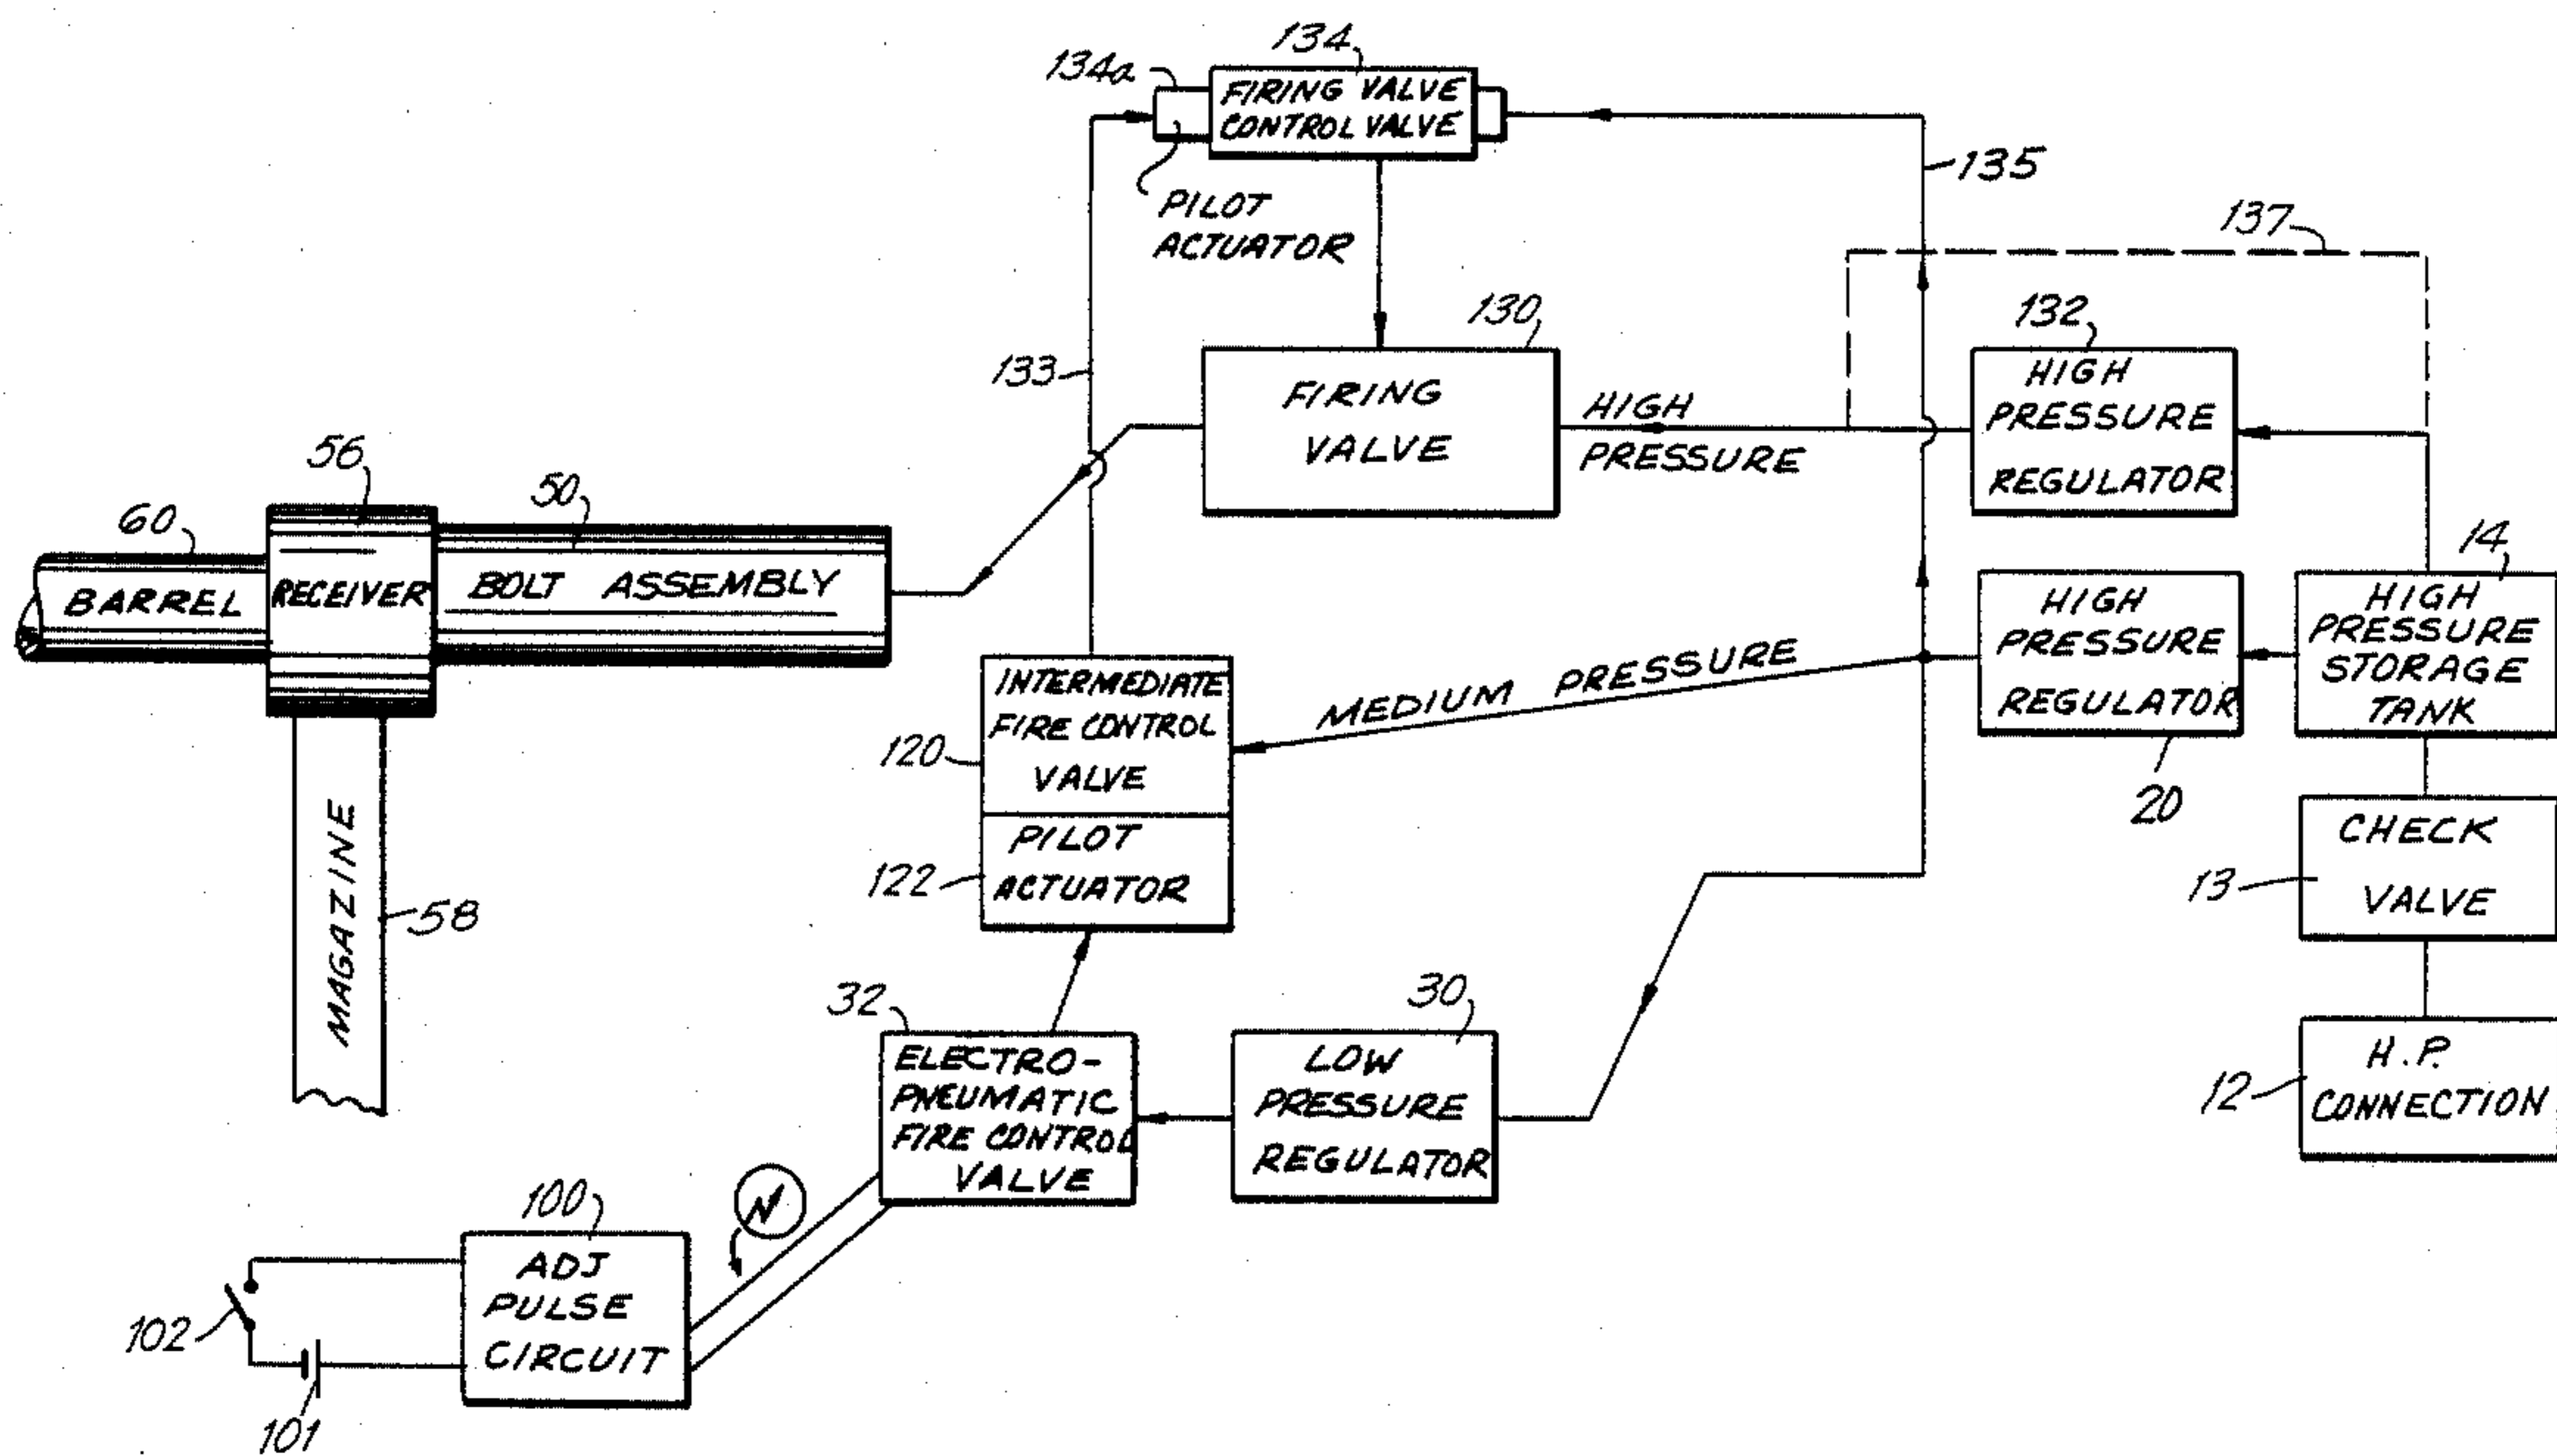 134
134a
FIRING VALVE
CONTROL VALVE
135
PILOT
ACTUATOR
137
130
132
133
FIRING
VALVE
HIGH
PRESSURE
HIGH
PRESSURE
REGULATOR
56
50
60
14
BARREL
RECEIVER
BOLT ASSEMBLY
HIGH
PRESSURE
REGULATOR
HIGH
PRESSURE
STORAGE
TANK
MEDIUM PRESSURE
INTERMEDIATE
FIRE CONTROL
VALVE
120
20
PILOT
ACTUATOR
122
CHECK
VALVE
13
MAGAZINE
58
32
30
ELECTRO-
PNEUMATIC
FIRE CONTROL
VALVE
LOW
PRESSURE
REGULATOR
H.P.
CONNECTION
12
100
N
ADJ
PULSE
CIRCUIT
102
101